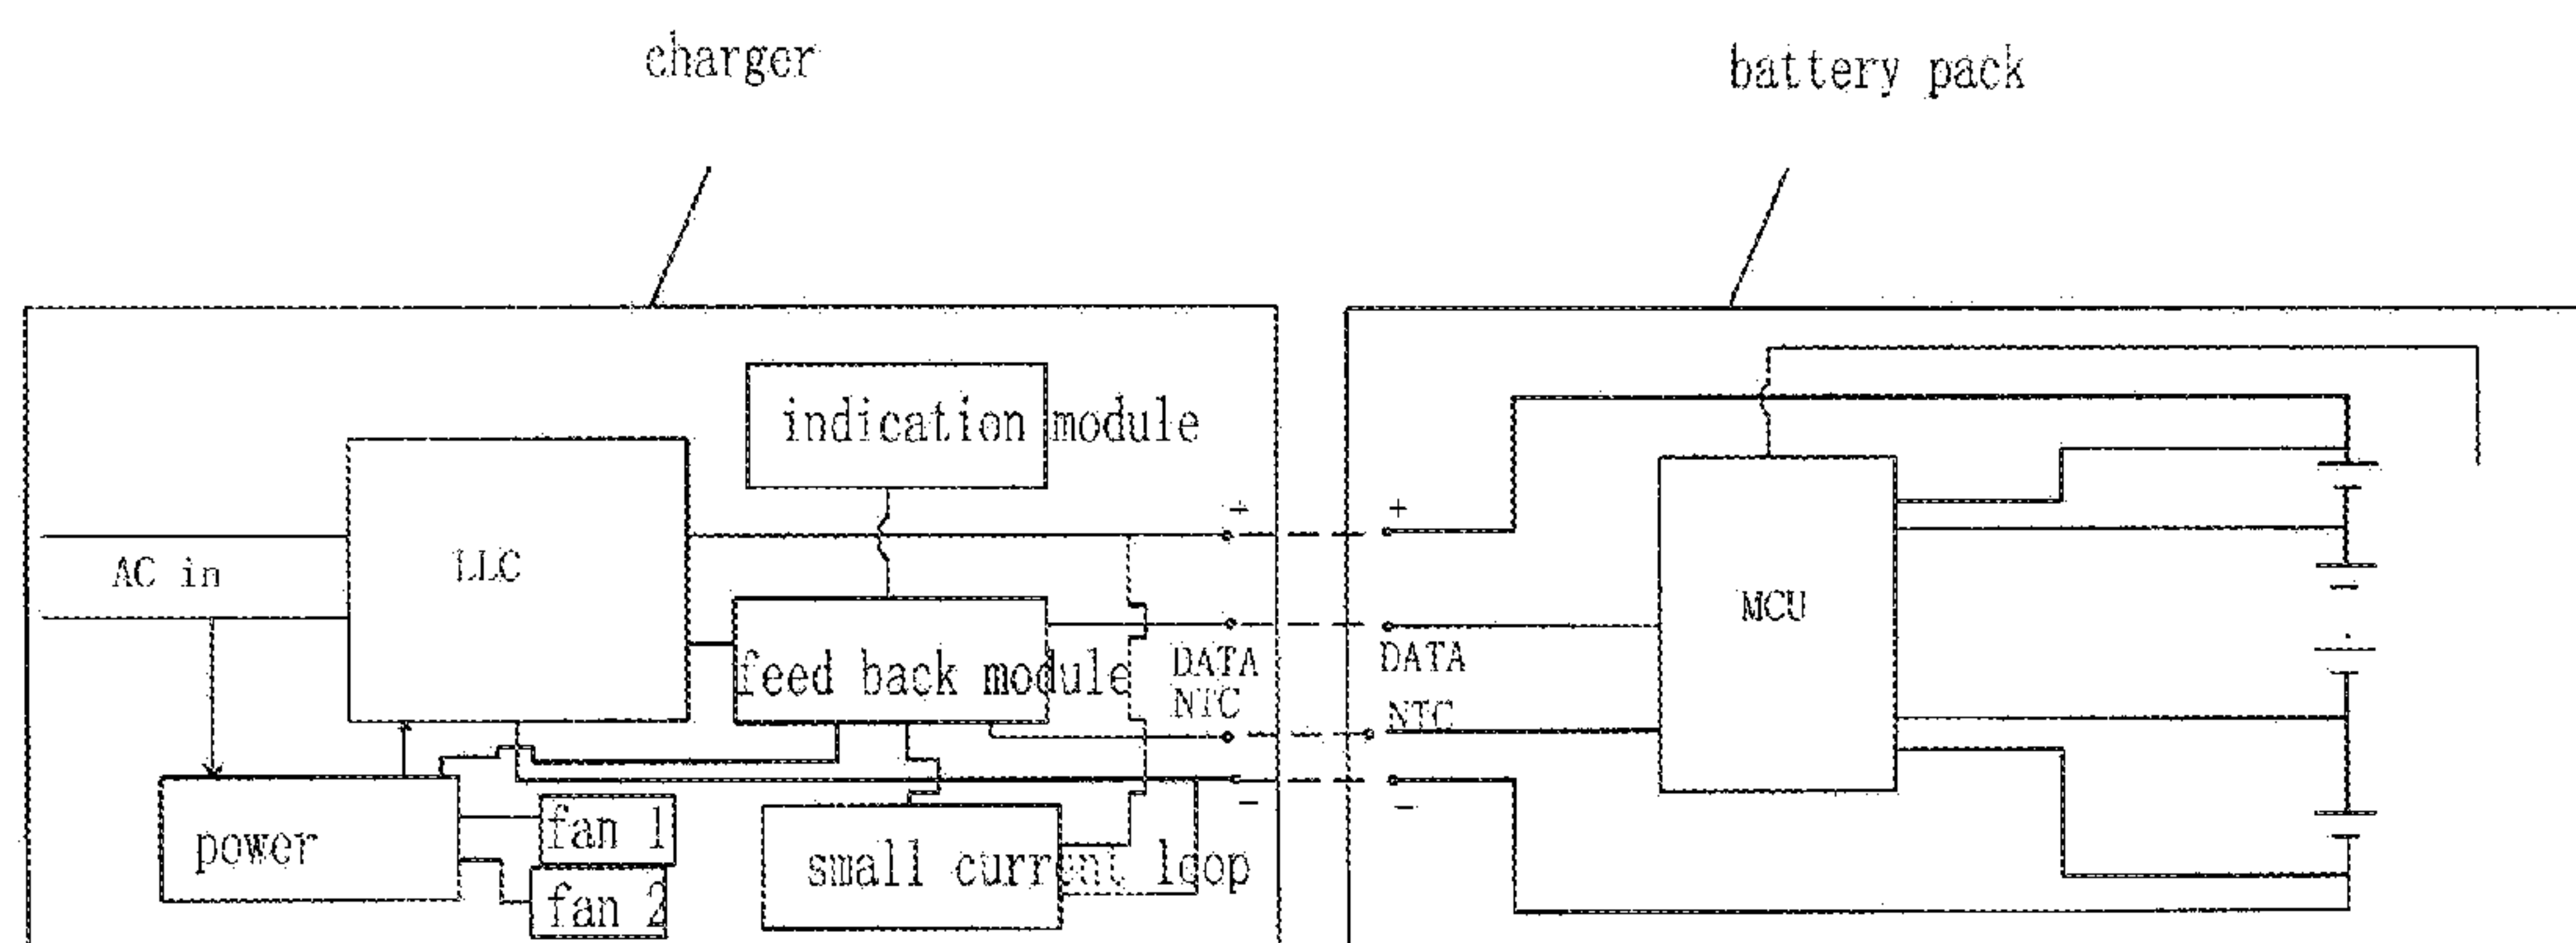 charger
battery pack
indication module
AC in
LLC
feed back module
power
fan 1
fan 2
small current loop
+
DATA
NTC
−
+
DATA
NTC
−
MCU